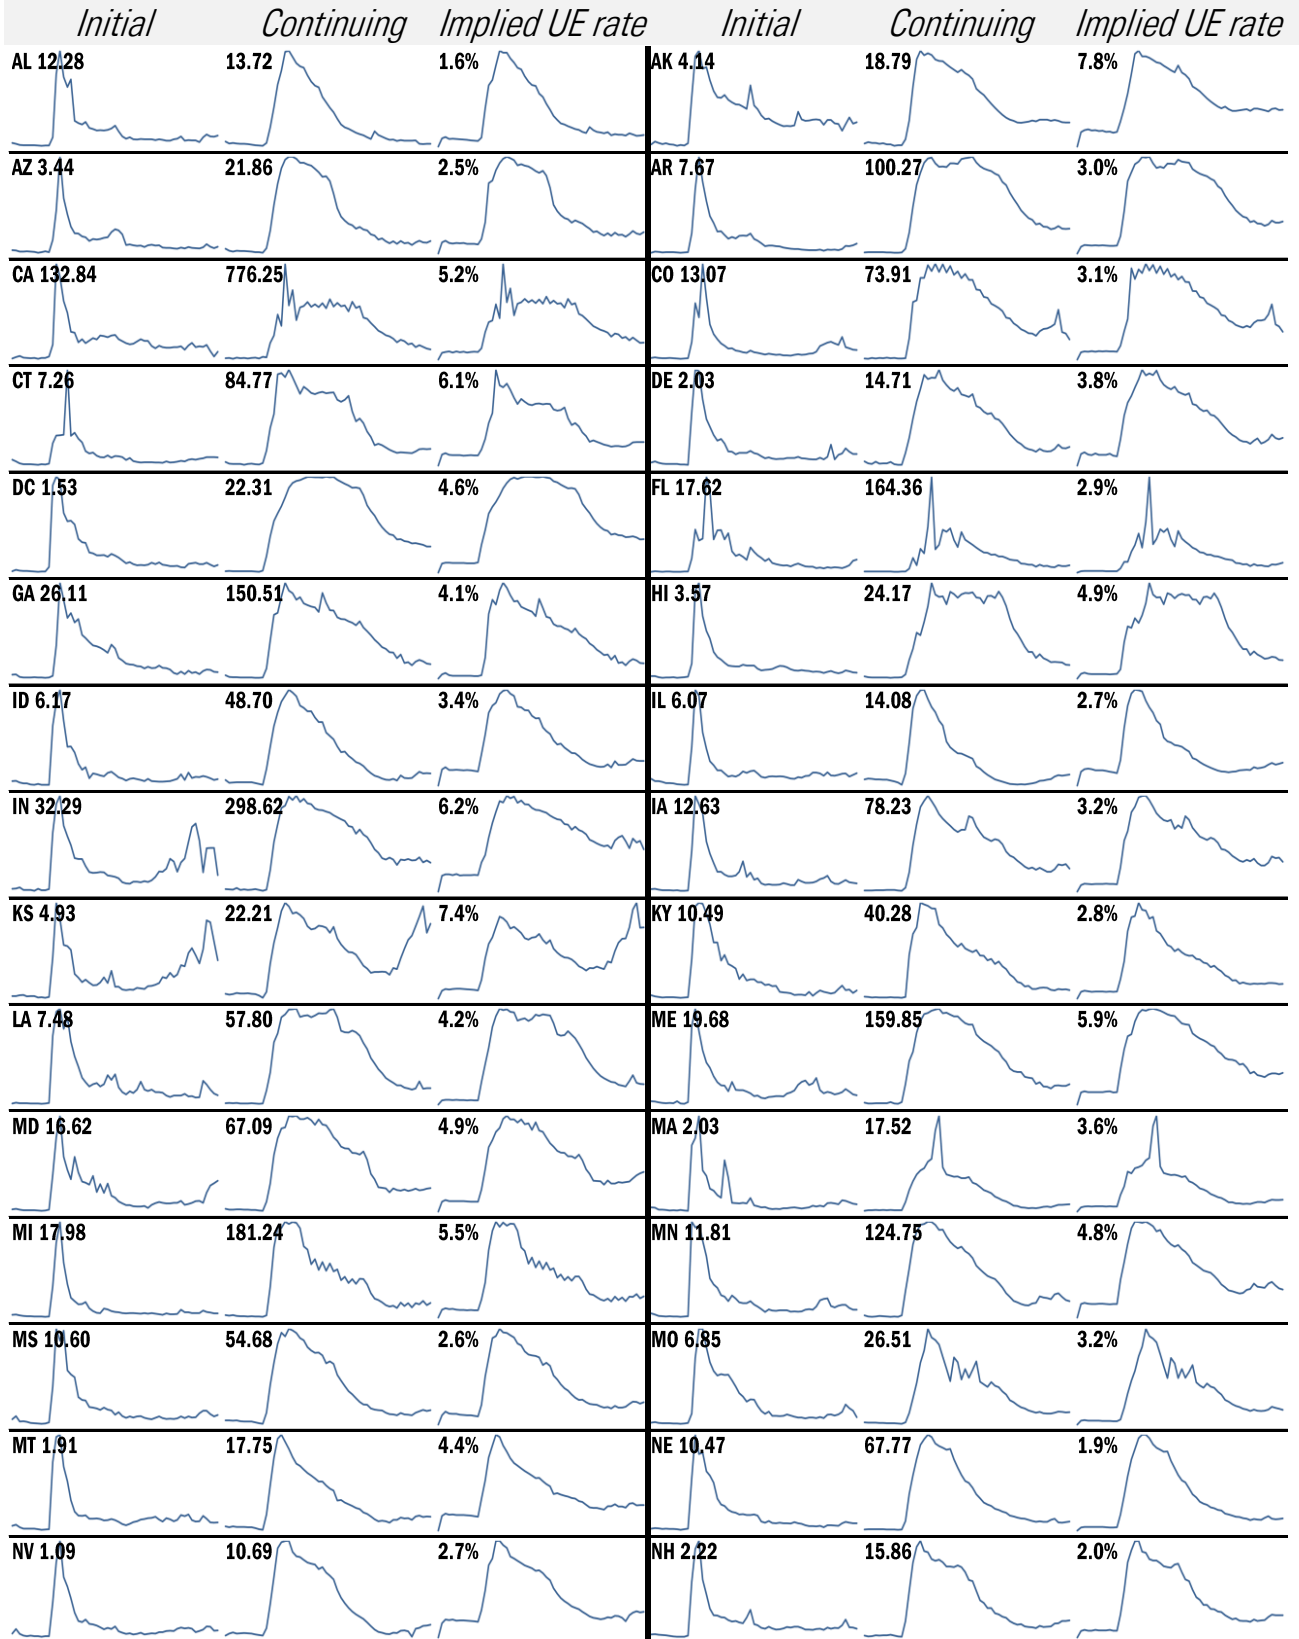 Initial Continuing Implied UE rate Initial Continuing Implied UE rate
AL 12.28 13.72 1.6% AK 4.14 18.79 7.8%
AZ 3.44 21.86 2.5% AR 7.67 100.27 3.0%
CA 132.84 776.25 5.2% CO 13.07 73.91 3.1%
CT 7.26 84.77 6.1% DE 2.03 14.71 3.8%
DC 1.53 22.31 4.6% FL 17.62 164.36 2.9%
GA 26.11 150.51 4.1% HI 3.57 24.17 4.9%
ID 6.17 48.70 3.4% IL 6.07 14.08 2.7%
IN 32.29 298.62 6.2% IA 12.63 78.23 3.2%
KS 4.93 22.21 7.4% KY 10.49 40.28 2.8%
LA 7.48 57.80 4.2% ME 19.68 159.85 5.9%
MD 16.62 67.09 4.9% MA 2.03 17.52 3.6%
MI 17.98 181.24 5.5% MN 11.81 124.75 4.8%
MS 10.60 54.68 2.6% MO 6.85 26.51 3.2%
MT 1.91 17.75 4.4% NE 10.47 67.77 1.9%
NV 1.09 10.69 2.7% NH 2.22 15.86 2.0%